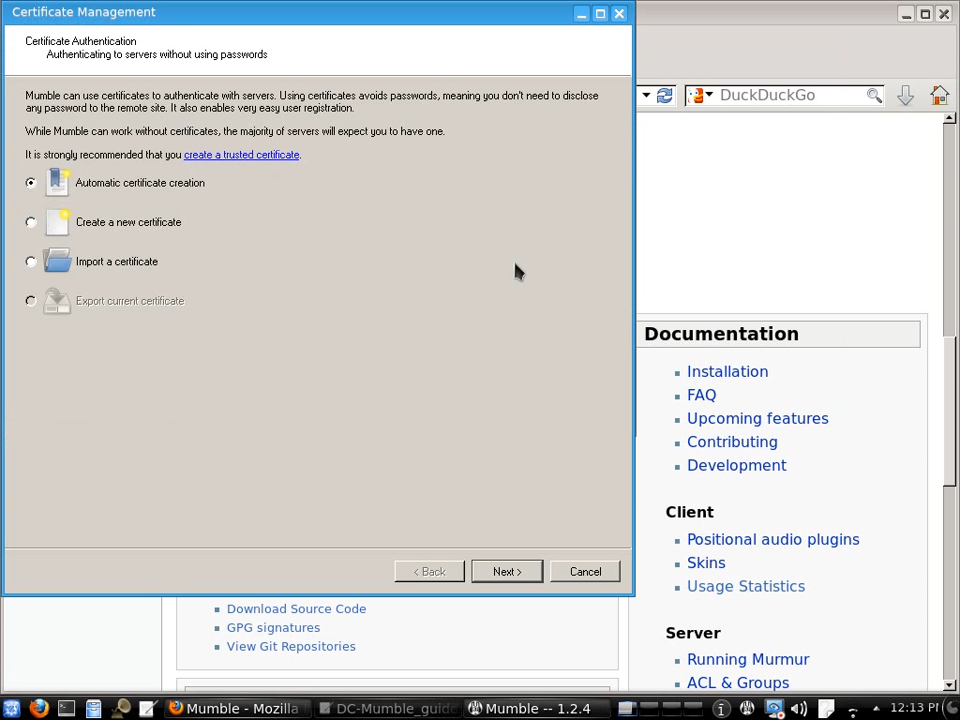 Certificate Management
Certificate Authentication
Authenticating to servers without using passwords
Mumble can use certificates to authenticate with servers. Using certificates avoids passwords, meaning you don't need to disclose
any password to the remote site. It also enables very easy user registration.
While Mumble can work without certificates, the majority of servers will expect you to have one.
It is strongly recommended that you create a trusted certificate.
Automatic certificate creation
Create a new certificate
Import a certificate
Export current certificate
< Back
Next >
Cancel
DuckDuckGo
Documentation
Installation
FAQ
Upcoming features
Contributing
Development
Client
Positional audio plugins
Skins
Usage Statistics
Server
Running Murmur
ACL & Groups
Download Source Code
GPG signatures
View Git Repositories
Mumble - Mozilla
DC-Mumble_guide
Mumble -- 1.2.4
12:13 PM